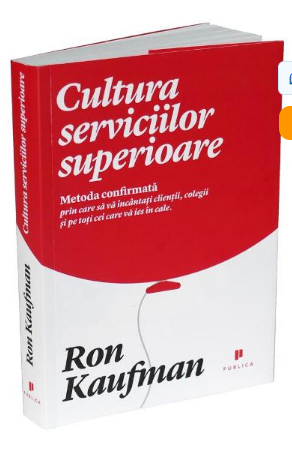 Cultura
serviciilor
superioare
Metoda confirmată
prin care să vă încântați clienții, colegii
și pe toți cei care vă ies în cale.
Ron
Kaufman
PUBLICA
Cultura serviciilor superioare
Ron Kaufman
PUBLICA